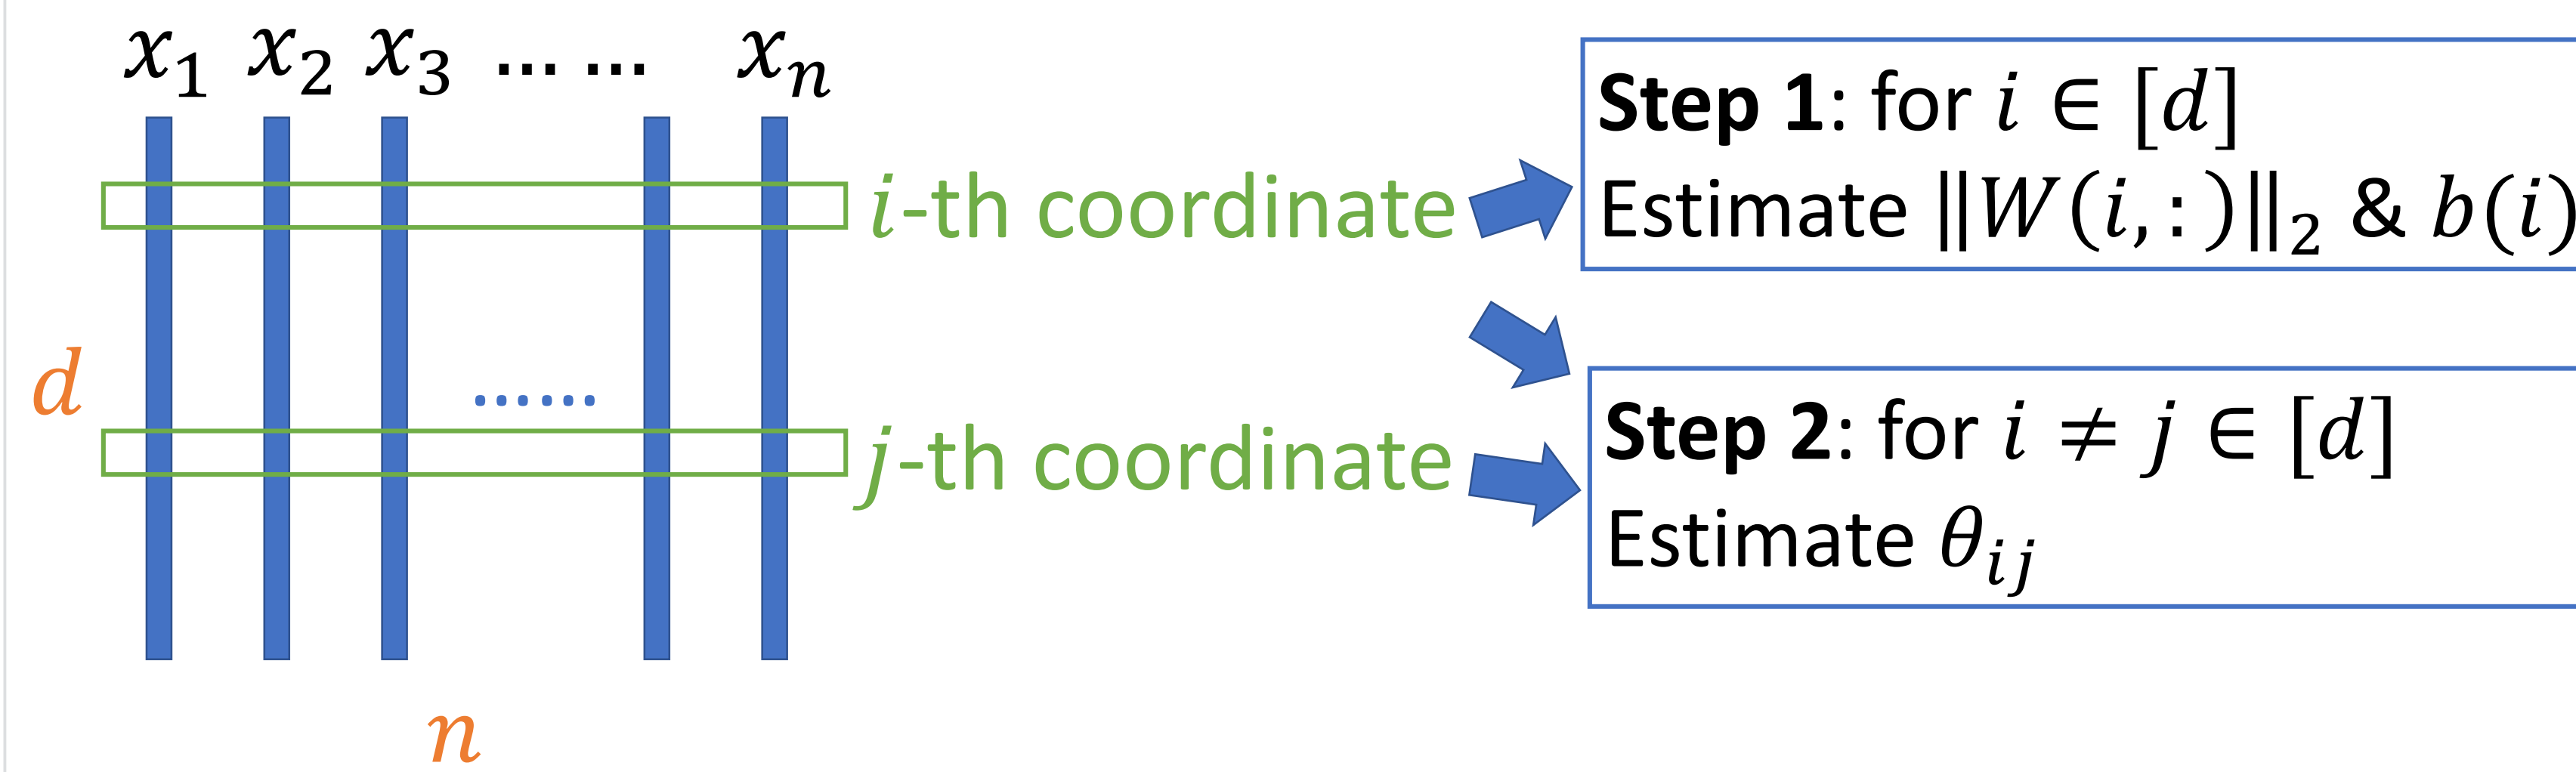 x₁ x₂ x₃ … … xₙ
i-th coordinate
j-th coordinate
d
......
n
Step 1: for i ∈ [d]
Estimate ‖W(i,:)‖₂ & b(i)
Step 2: for i ≠ j ∈ [d]
Estimate θᵢⱼ